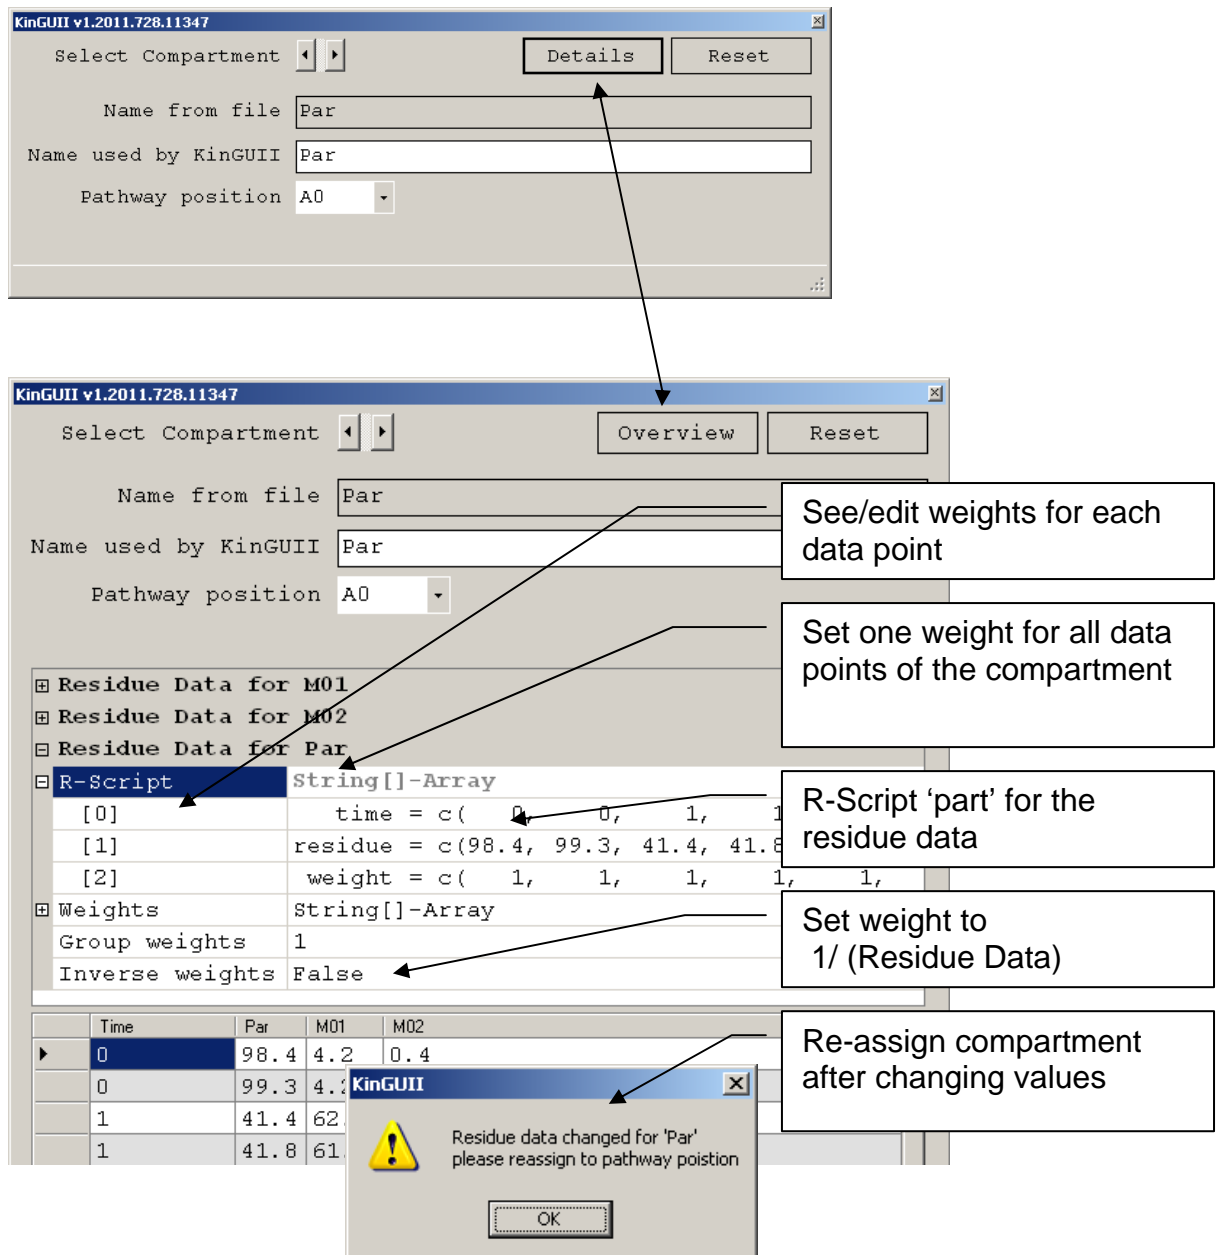 KinGUII v1.2011.728.11347
Select Compartment
Details
Reset
Name from file Par
Name used by KinGUII Par
Pathway position A0
KinGUII v1.2011.728.11347
Select Compartment
Overview
Reset
Name from file Par
Name used by KinGUII Par
Pathway position A0
See/edit weights for each
data point
Set one weight for all data
points of the compartment
Residue Data for M01
Residue Data for M02
Residue Data for Par
R-Script String[]-Array
[0] time = c( 0, 0, 1, 1
[1] residue = c(98.4, 99.3, 41.4, 41.8
[2] weight = c( 1, 1, 1, 1, 1,
Weights String[]-Array
Group weights 1
Inverse weights False
R-Script ‘part’ for the
residue data
Set weight to
1/ (Residue Data)
Re-assign compartment
after changing values
Time Par M01 M02
0 98.4 4.2 0.4
0 99.3 4.2
1 41.4 62.
1 41.8 61.
KinGUII
Residue data changed for 'Par'
please reassign to pathway poistion
OK